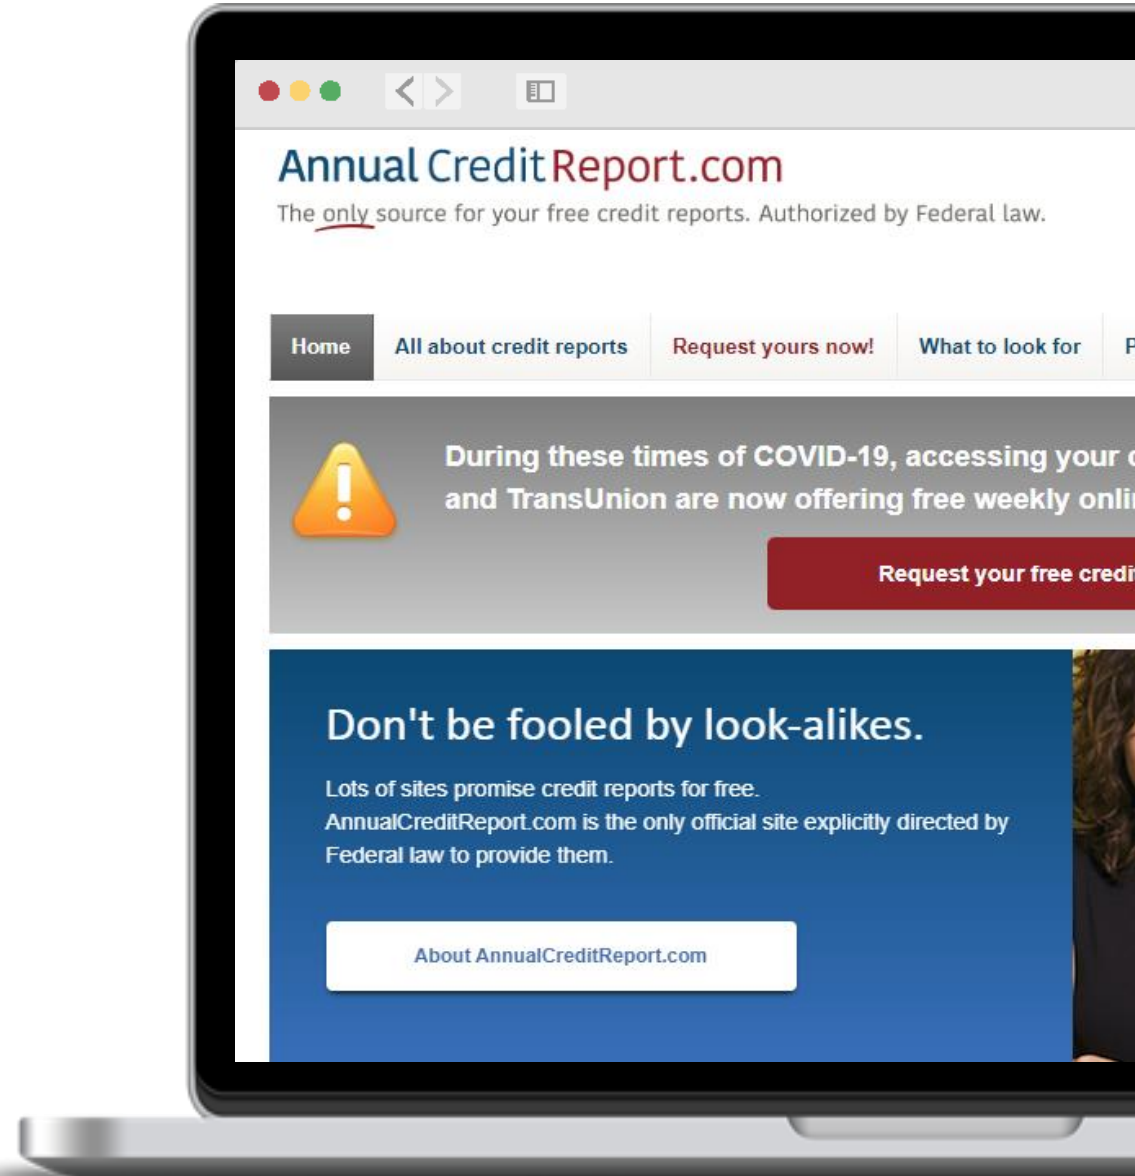 AnnualCreditReport.com
The only source for your free credit reports. Authorized by Federal law.
Home All about credit reports Request yours now! What to look for
During these times of COVID-19, accessing your
and TransUnion are now offering free weekly
Request your free
Don't be fooled by look-alikes.
Lots of sites promise credit reports for free.
AnnualCreditReport.com is the only official site explicitly directed by
Federal law to provide them.
About AnnualCreditReport.com